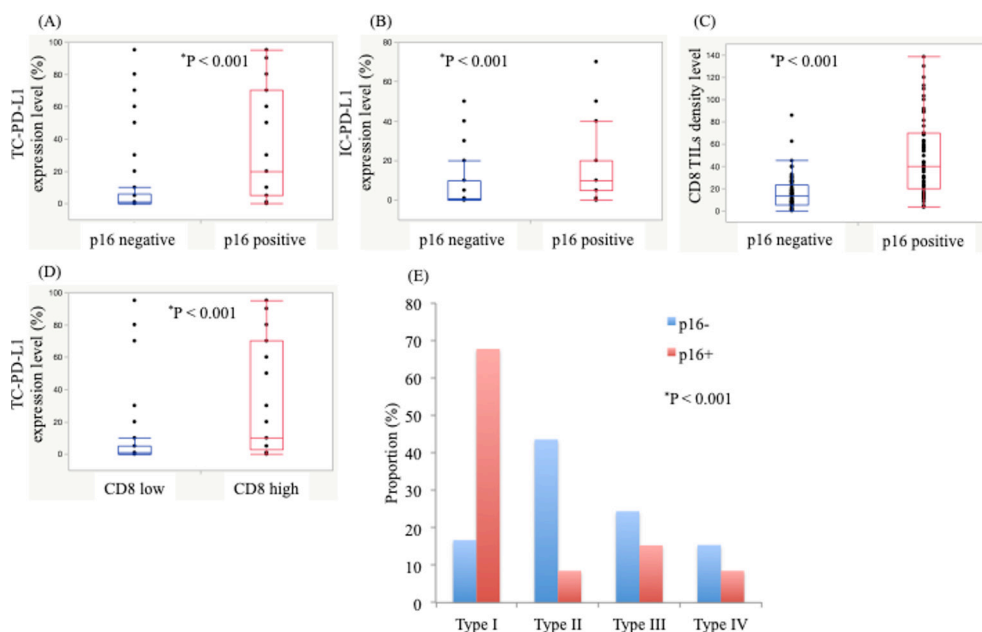 (A)
TC-PD-L1
expression level (%)
100
80
60
40
20
0
*P < 0.001
p16 negative
p16 positive
(B)
IC-PD-L1
expression level (%)
80
60
40
20
0
*P < 0.001
p16 negative
p16 positive
(C)
CD8 TILs density level
140
120
100
80
60
40
20
0
*P < 0.001
p16 negative
p16 positive
(D)
TC-PD-L1
expression level (%)
100
80
60
40
20
0
*P < 0.001
CD8 low
CD8 high
(E)
Proportion (%)
80
70
60
50
40
30
20
10
0
p16-
p16+
*P < 0.001
Type I
Type II
Type III
Type IV